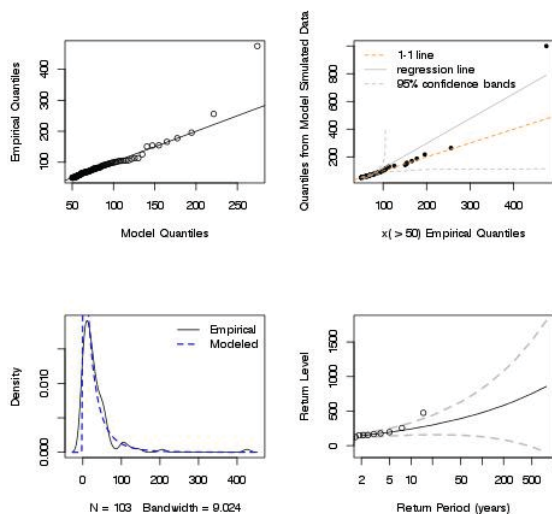 Empirical Quantiles
100
200
300
400
50
100
150
200
250
Model Quantiles
Quantiles from Model Simulated Data
200
400
600
800
1-1 line
regression line
95% confidence bands
100
200
300
400
x( > 50) Empirical Quantiles
Density
0.000
0.010
Empirical
Modeled
0
100
200
300
400
N = 103 Bandwidth = 9.024
Return Level
0
500
1000
1500
2
5
10
50
200
500
Return Period (years)